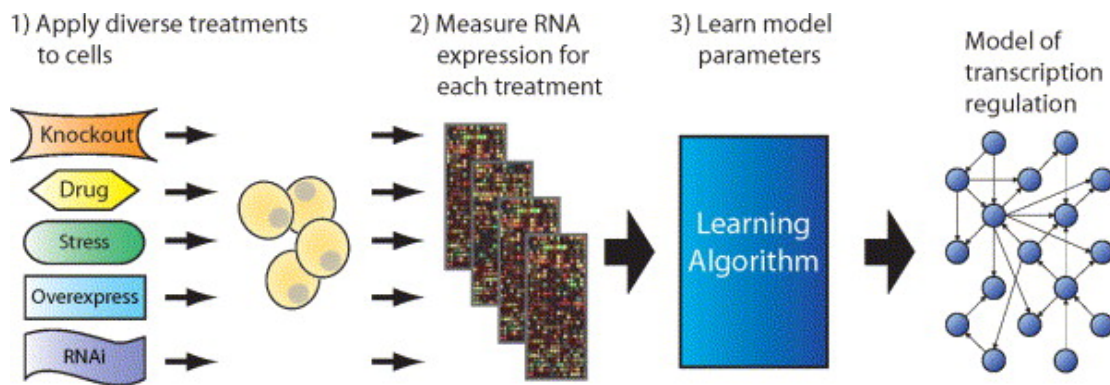 1) Apply diverse treatments
to cells
2) Measure RNA
expression for
each treatment
3) Learn model
parameters
Model of
transcription
regulation
Knockout
Drug
Stress
Overexpress
RNAi
Learning
Algorithm